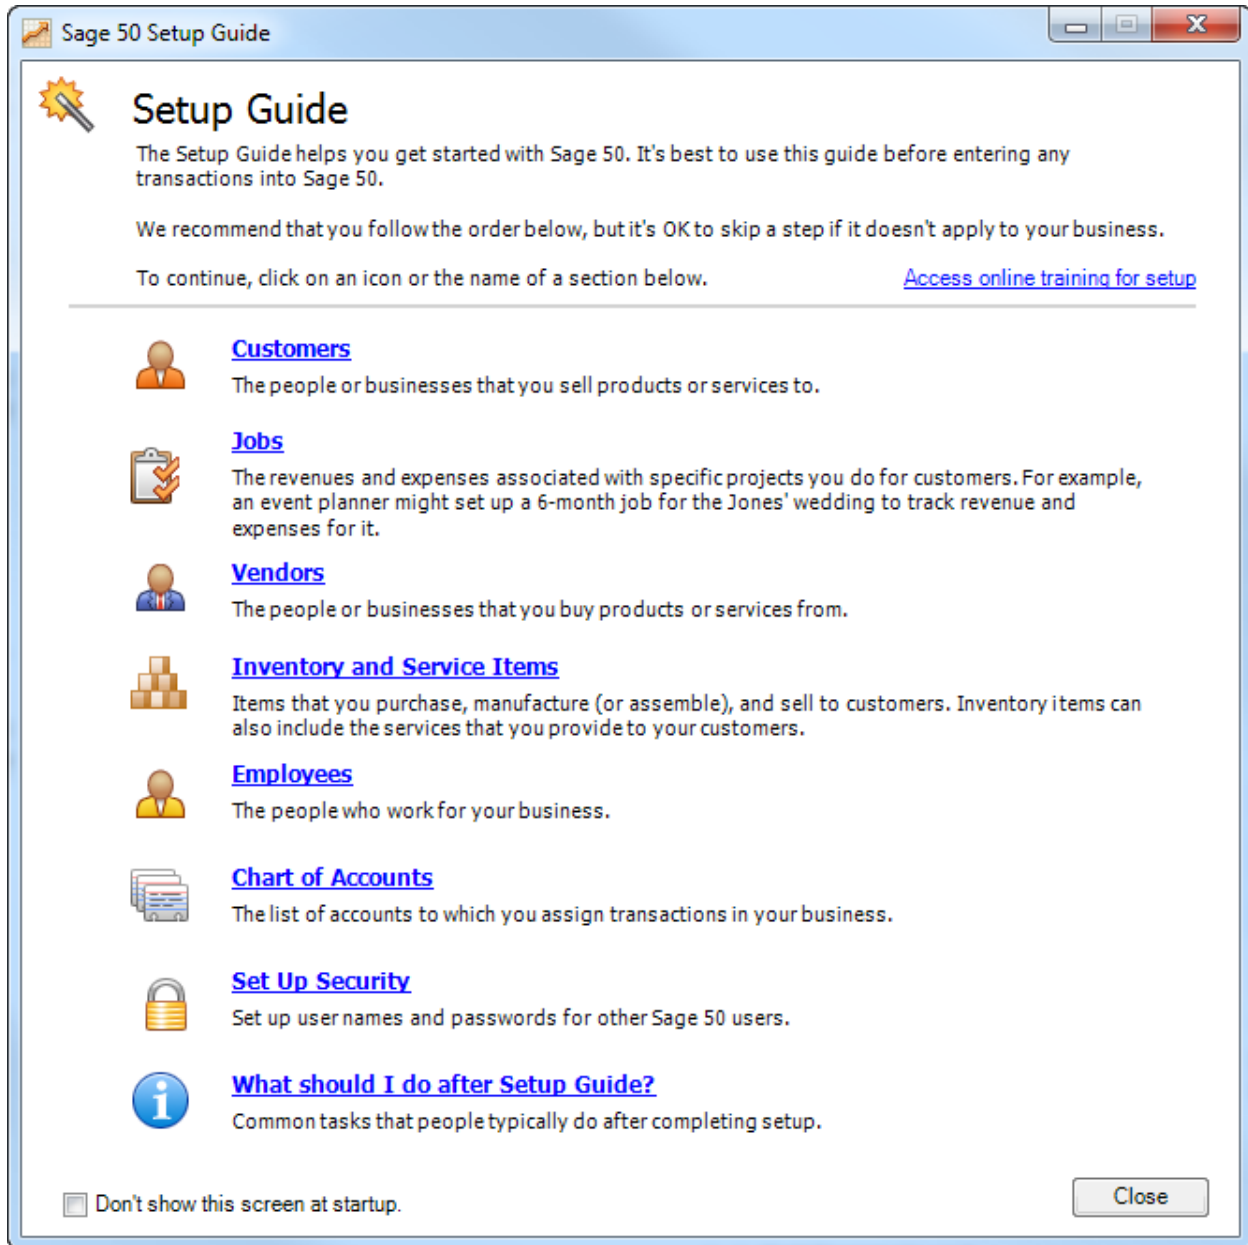 Sage 50 Setup Guide
Setup Guide
The Setup Guide helps you get started with Sage 50. It's best to use this guide before entering any
transactions into Sage 50.
We recommend that you follow the order below, but it's OK to skip a step if it doesn't apply to your business.
To continue, click on an icon or the name of a section below. Access online training for setup
Customers
The people or businesses that you sell products or services to.
Jobs
The revenues and expenses associated with specific projects you do for customers. For example,
an event planner might set up a 6-month job for the Jones' wedding to track revenue and
expenses for it.
Vendors
The people or businesses that you buy products or services from.
Inventory and Service Items
Items that you purchase, manufacture (or assemble), and sell to customers. Inventory items can
also include the services that you provide to your customers.
Employees
The people who work for your business.
Chart of Accounts
The list of accounts to which you assign transactions in your business.
Set Up Security
Set up user names and passwords for other Sage 50 users.
What should I do after Setup Guide?
Common tasks that people typically do after completing setup.
Don't show this screen at startup.
Close